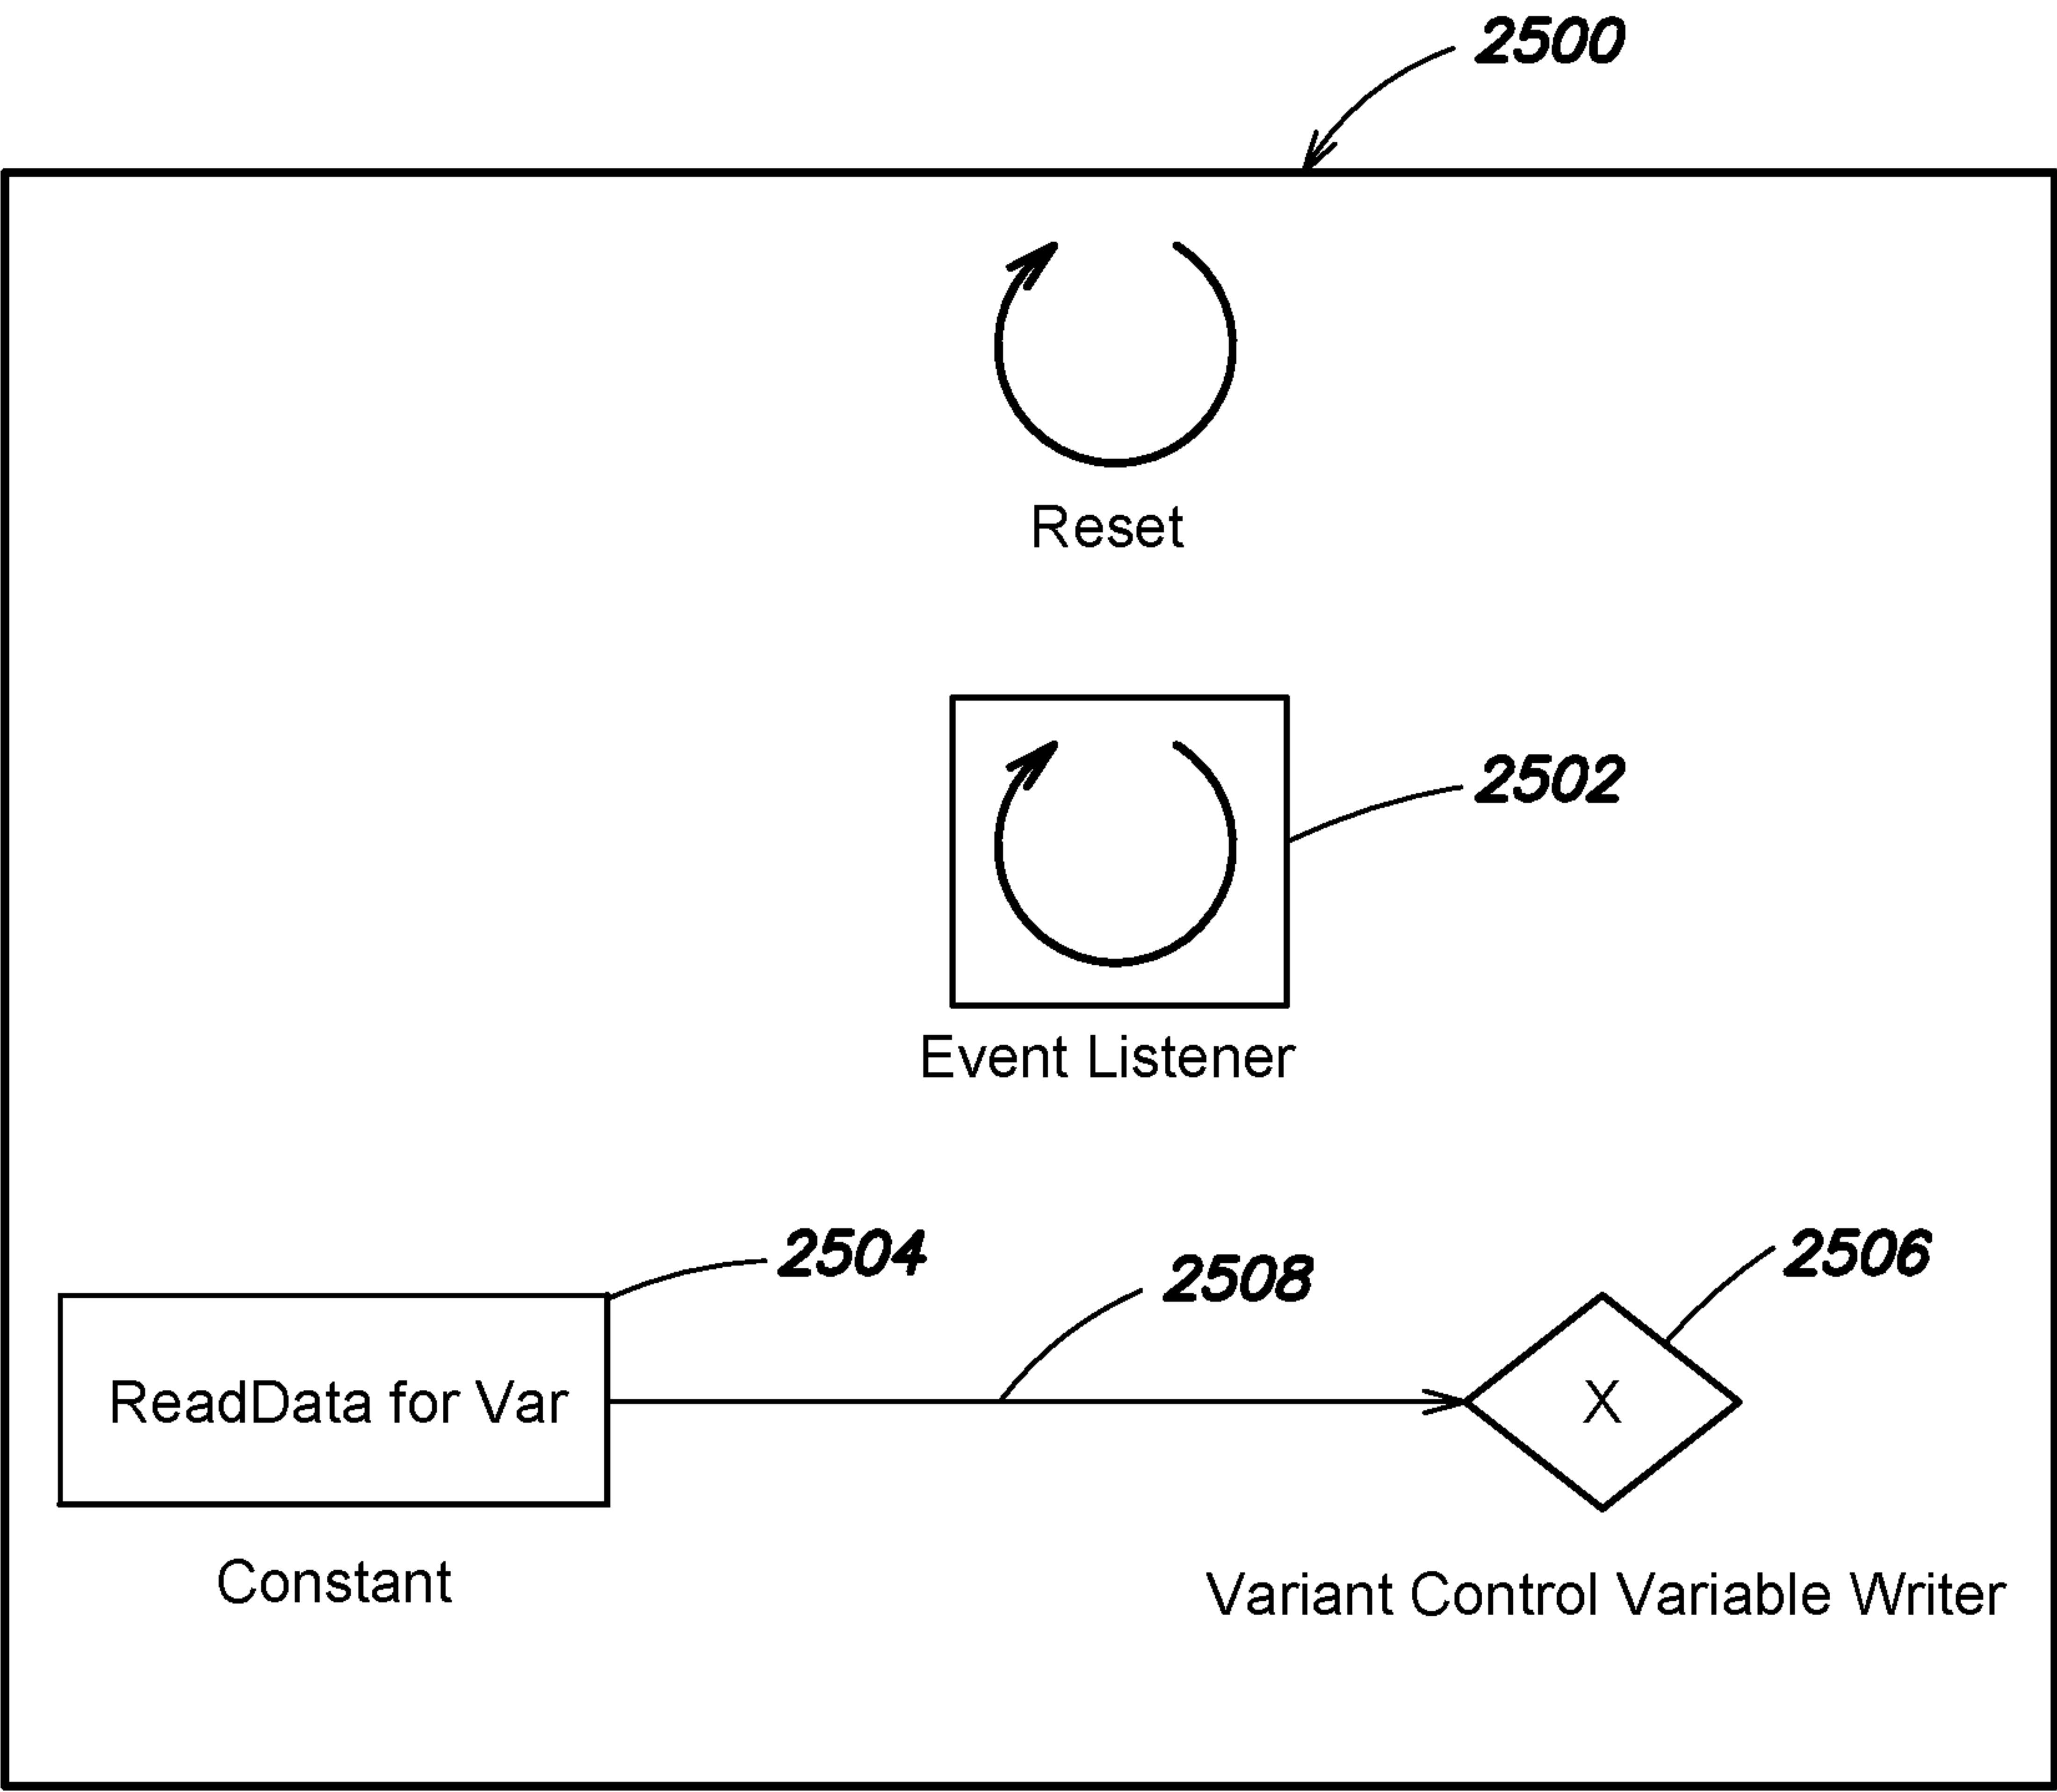 2500
Reset
2502
Event Listener
2504
2508
2506
ReadData for Var
X
Constant
Variant Control Variable Writer